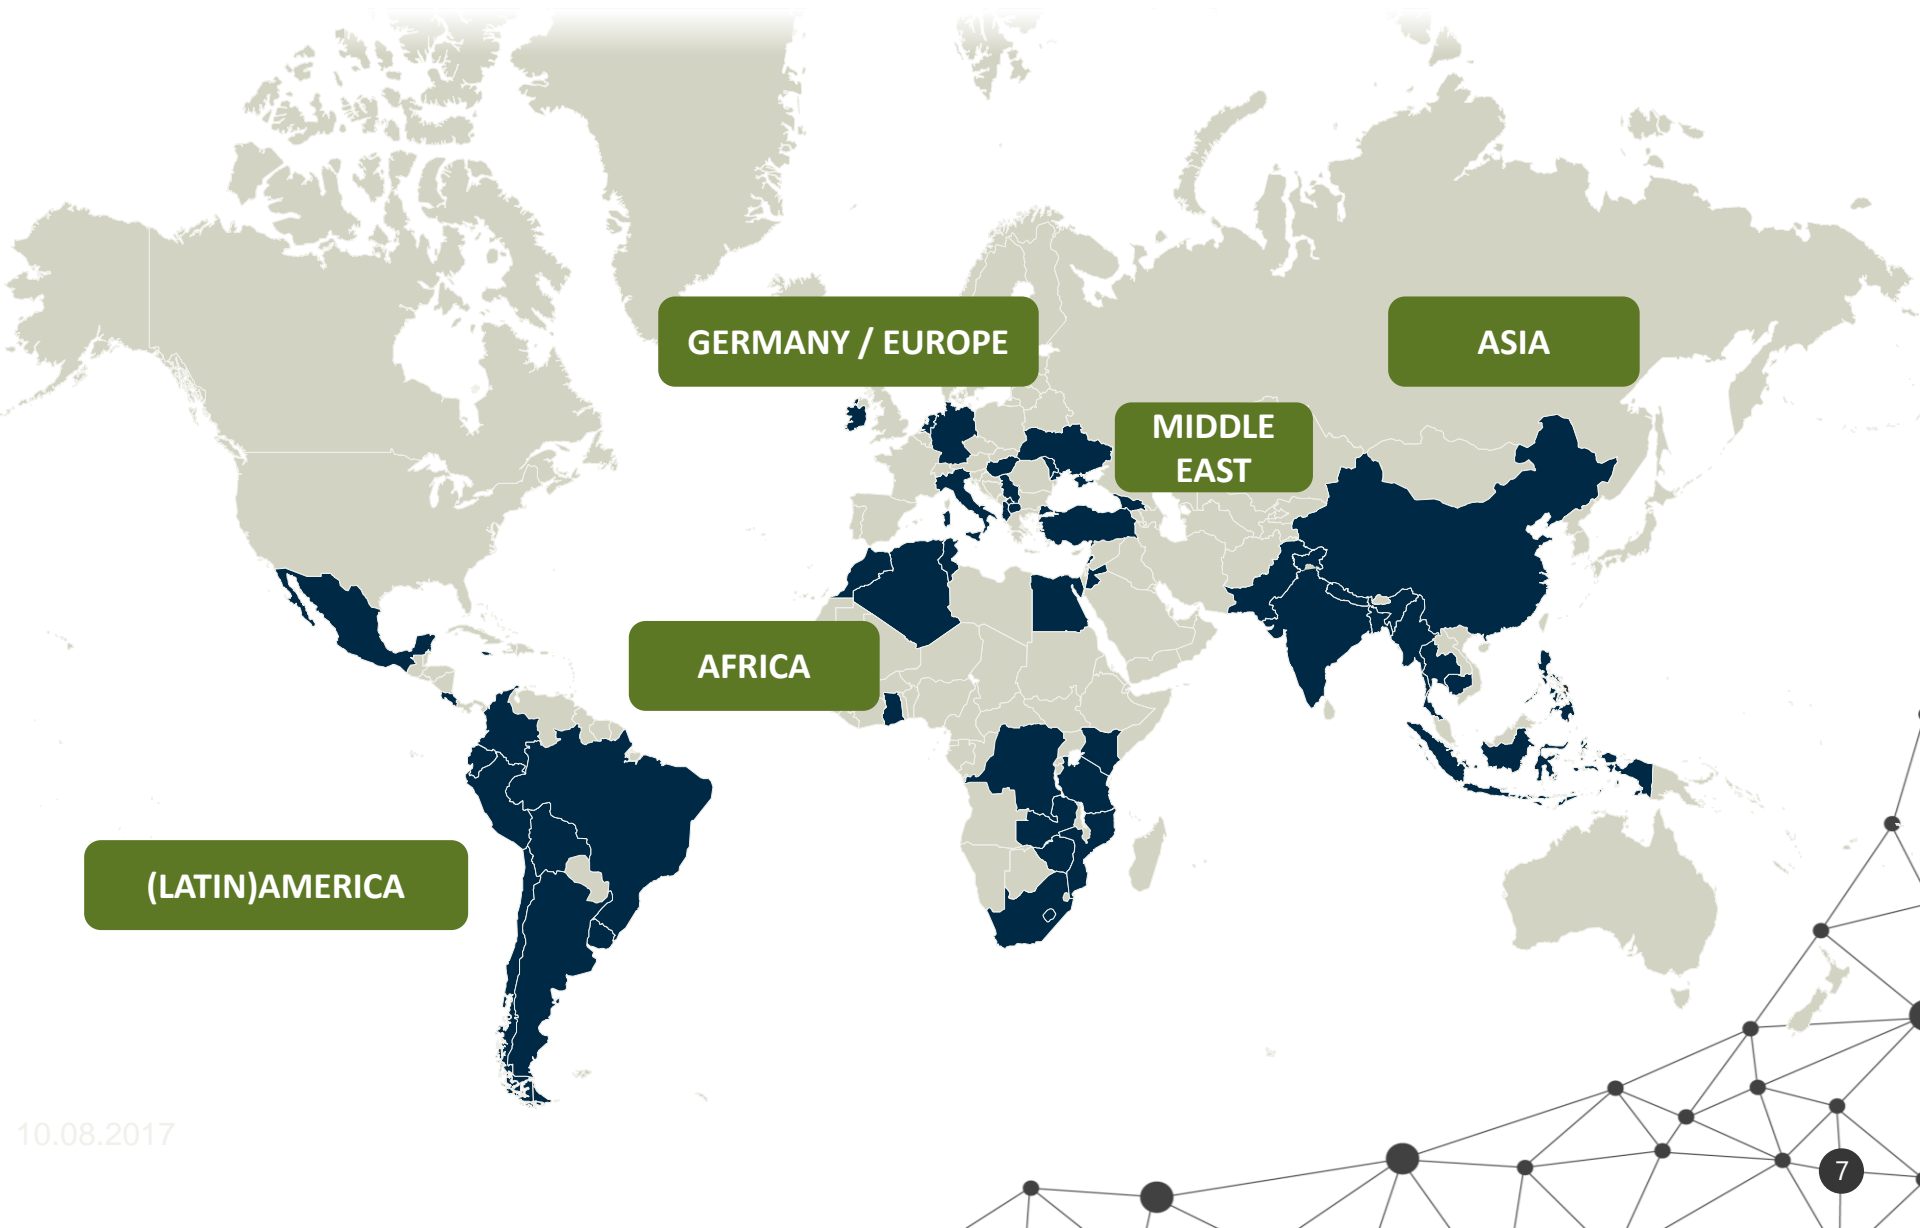 GERMANY / EUROPE
ASIA
MIDDLE
EAST
AFRICA
(LATIN)AMERICA
10.08.2017
7